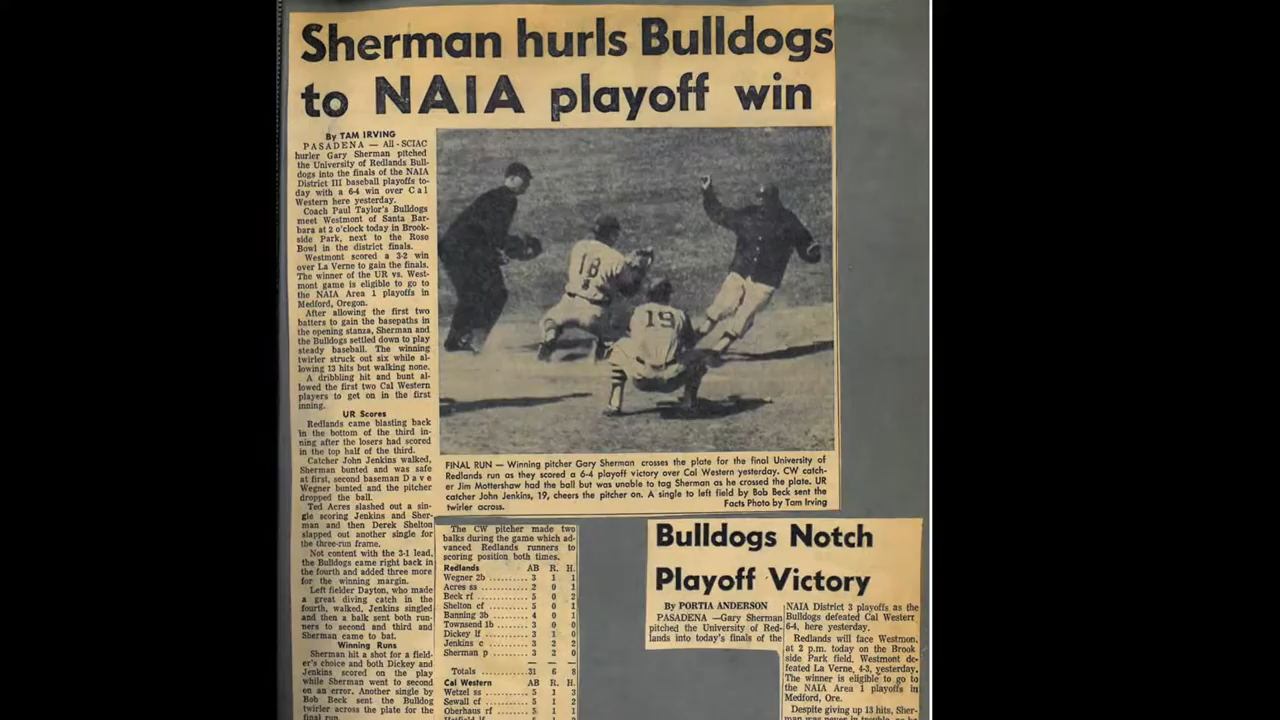 Sherman hurls Bulldogs
to NAIA playoff win
By TAM IRVING
PASADENA — All-SCIAC
hurler Gary Sherman pitched
the University of Redlands Bull-
dogs into the finals of the NAIA
District III baseball playoffs to-
day with a 6-4 win over Cal
Western here yesterday.
Coach Paul Taylor's Bulldogs
meet Westmont of Santa Bar-
bara at 2 o'clock today in Brook-
side Park, next to the Rose
Bowl in the district finals.
Westmont scored a 3-2 win
over La Verne to gain the finals.
The winner of the UR vs. West-
mont game is eligible to go to
the NAIA Area 1 playoffs in
Medford, Oregon.
After allowing the first two
batters to gain the basepaths in
the opening stanza, Sherman and
the Bulldogs settled down to play
steady baseball. The winning
twirler struck out six while al-
lowing 13 hits but walking none.
A dribbling hit and bunt al-
lowed the first two Cal Western
players to get on in the first
inning.
UR Scores
Redlands came blasting back
in the bottom of the third in-
ning after the losers had scored
in the top half of the third.
Catcher John Jenkins walked,
Sherman bunted and was safe
at first, second baseman Dave
Wegner bunted and the pitcher
dropped the ball.
Ted Acres slashed out a sin-
gle scoring Jenkins and Sher-
man and then Derek Shelton
slapped out another single for
the three-run frame.
Not content with the 3-1 lead,
the Bulldogs came right back in
the fourth and added three more
for the winning margin.
Left fielder Dayton, who made
a great diving catch in the
fourth, walked, Jenkins singled
and then a balk sent both run-
ners to second and third and
Sherman came to bat.
Winning Runs
Sherman hit a shot for a field-
er's choice and both Dickey and
Jenkins scored on the play
while Sherman went to second
on an error. Another single by
Bob Beck sent the Bulldog
twirler across the plate for the
final run.
18
19
FINAL RUN — Winning pitcher Gary Sherman crosses the plate for the final University of
Redlands run as they scored a 6-4 playoff victory over Cal Western yesterday. CW catch-
er Jim Mottershaw had the ball but was unable to tag Sherman as he crossed the plate. UR
catcher John Jenkins, 19, cheers the pitcher on. A single to left field by Bob Beck sent the
twirler across. Facts Photo by Tam Irving
The CW pitcher made two
balks during the game which ad-
vanced Redlands runners to
scoring position both times.
Redlands AB R. H.
Wegner 2b .......... 3 1 1
Acres ss ............ 2 0 1
Beck rf ............. 5 0 2
Shelton cf .......... 5 0 1
Banning 3b .......... 4 0 1
Townsend 1b ......... 3 0 0
Dickey lf ........... 3 1 0
Jenkins c ........... 3 2 2
Sherman p ........... 3 2 0
Totals .............. 31 6 8
Cal Western AB R. H.
Wetzel ss ........... 5 1 3
Sewall cf ........... 5 1 2
Oberhaus rf ......... 5 1 1
Bulldogs Notch
Playoff Victory
By PORTIA ANDERSON
PASADENA —Gary Sherman
pitched the University of Red-
lands into today's finals of the
NAIA District 3 playoffs as the
Bulldogs defeated Cal Western
6-4, here yesterday.
Redlands will face Westmon,
at 2 p.m. today on the Brook
side Park field. Westmont de-
feated La Verne, 4-3, yesterday.
The winner is eligible to go to
the NAIA Area 1 playoffs in
Medford, Ore.
Despite giving up 13 hits, Sher-
man was never in trouble,